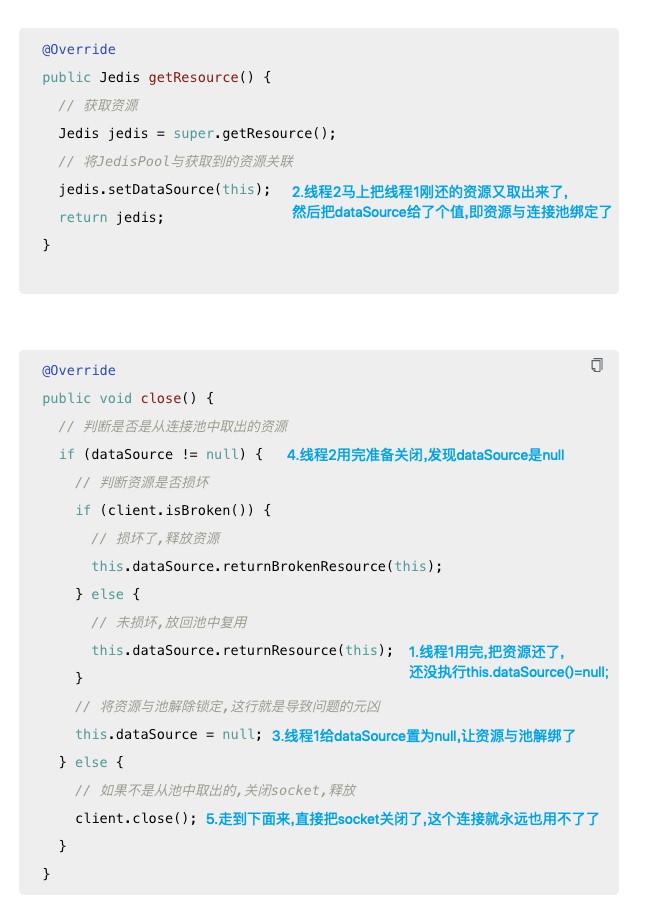 @Override
public Jedis getResource() {
// 获取资源
Jedis jedis = super.getResource();
// 将JedisPool与获取到的资源关联
jedis.setDataSource(this); 2.线程2马上把线程1刚还的资源又取出来了,
然后把dataSource给了个值,即资源与连接池绑定了
return jedis;
}
@Override
public void close() {
// 判断是否是从连接池中取出的资源
if (dataSource != null) { 4.线程2用完准备关闭,发现dataSource是null
// 判断资源是否损坏
if (client.isBroken()) {
// 损坏了,释放资源
this.dataSource.returnBrokenResource(this);
} else {
// 未损坏,放回池中复用
this.dataSource.returnResource(this); 1.线程1用完,把资源还了,
还没执行this.dataSource()=null;
}
// 将资源与池解除锁定,这行就是导致问题的元凶
this.dataSource = null; 3.线程1给dataSource置为null,让资源与池解绑了
} else {
// 如果不是从池中取出的,关闭socket,释放
client.close(); 5.走到下面来,直接把socket关闭了,这个连接就永远也用不了了
}
}